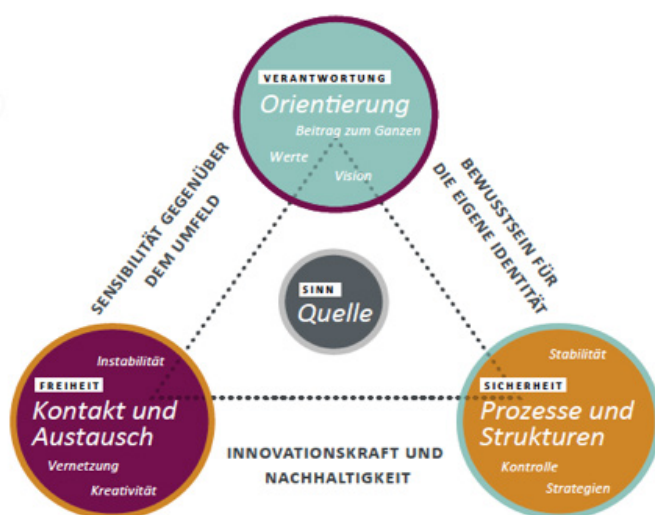 VERANTWORTUNG
Orientierung
Beitrag zum Ganzen
Werte
Vision
SENSIBILITÄT GEGENÜBER
DEM UMFELD
BEWUSSTSEIN FÜR
DIE EIGENE IDENTITÄT
SINN
Quelle
Instabilität
FREIHEIT
Kontakt und
Austausch
Vernetzung
Kreativität
Stabilität
SICHERHEIT
Prozesse und
Strukturen
Kontrolle
Strategien
INNOVATIONSKRAFT UND
NACHHALTIGKEIT